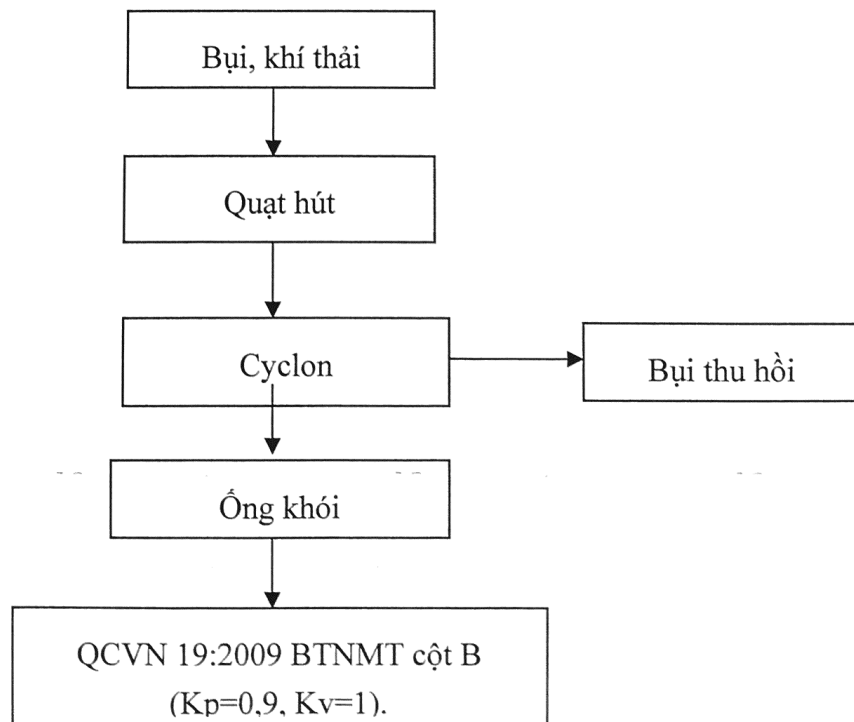 Bụi, khí thải
Quạt hút
Cyclon
Bụi thu hồi
Ống khói
QCVN 19:2009 BTNMT cột B
(Kp=0,9, Kv=1).